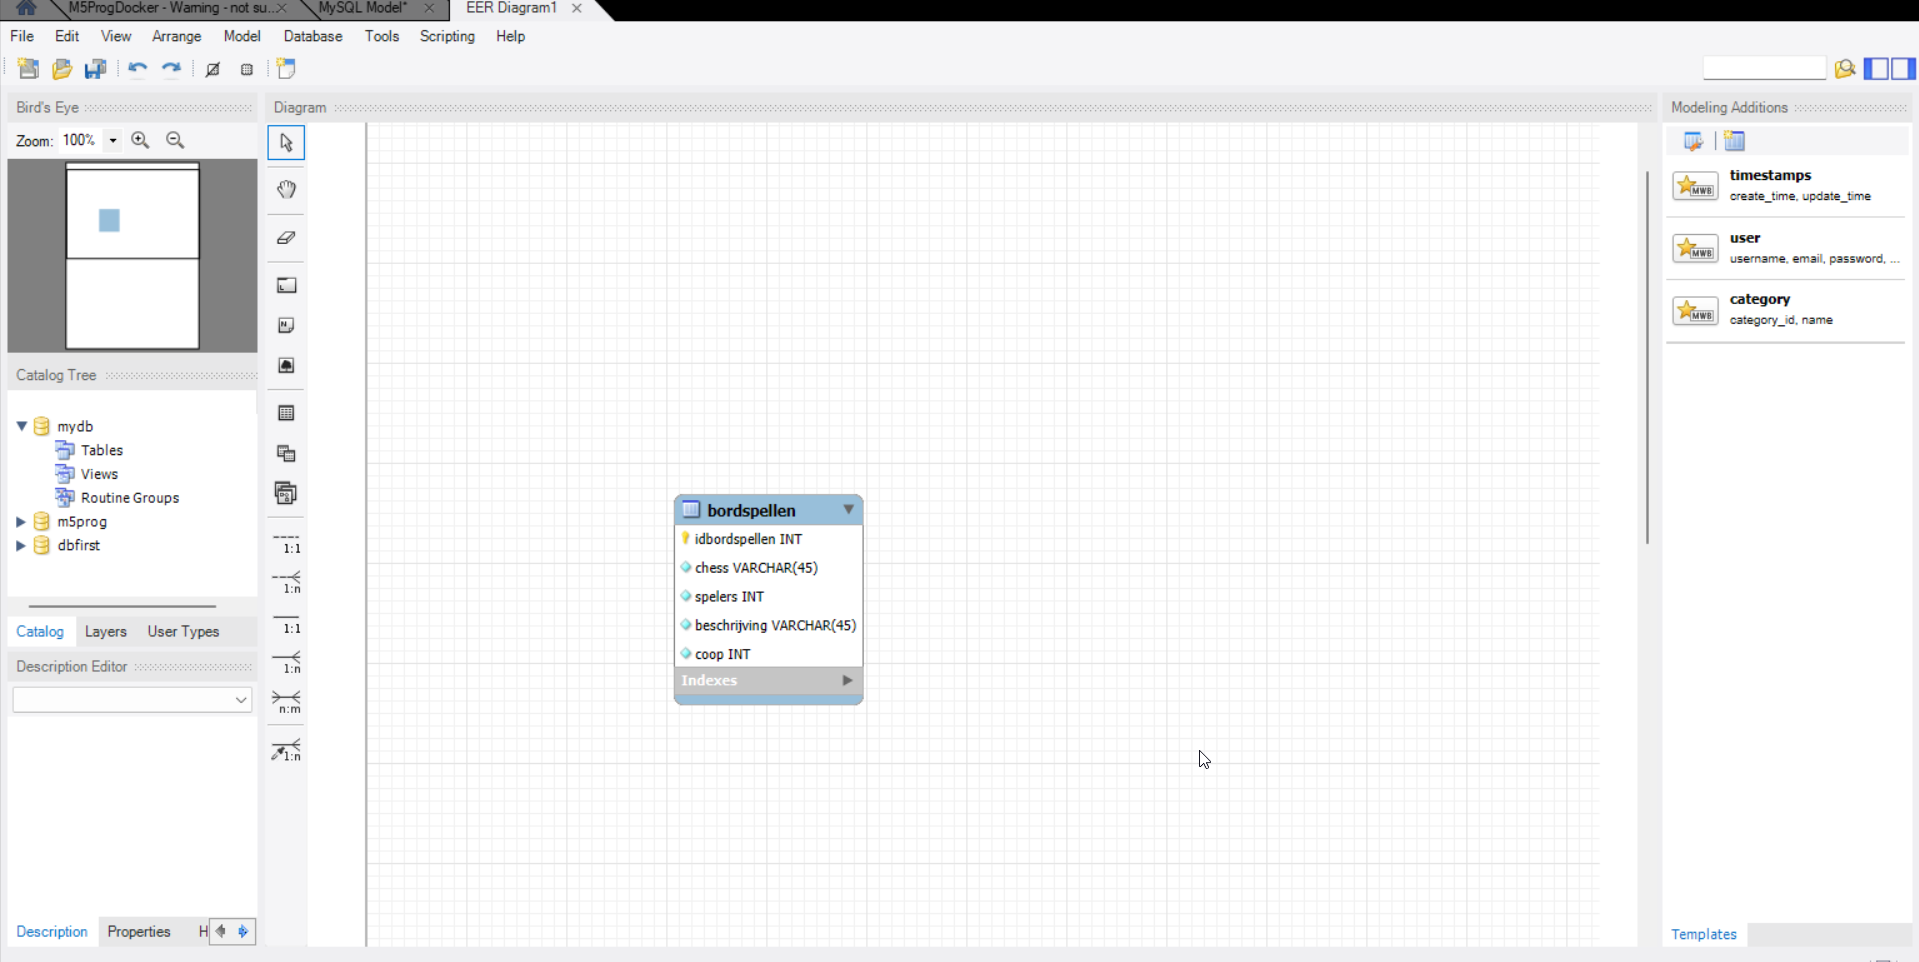 M5ProgDocker - Warning - not su...
MySQL Model*
EER Diagram1
File Edit View Arrange Model Database Tools Scripting Help
Bird's Eye
Zoom: 100%
Catalog Tree
mydb
Tables
Views
Routine Groups
m5prog
dbfirst
Catalog Layers User Types
Description Editor
Description Properties H
Diagram
1:1
1:n
1:1
1:n
n:m
1:n
bordspellen
idbordspellen INT
chess VARCHAR(45)
spelers INT
beschrijving VARCHAR(45)
coop INT
Indexes
Modeling Additions
MWB
timestamps
create_time, update_time
MWB
user
username, email, password, ...
MWB
category
category_id, name
Templates